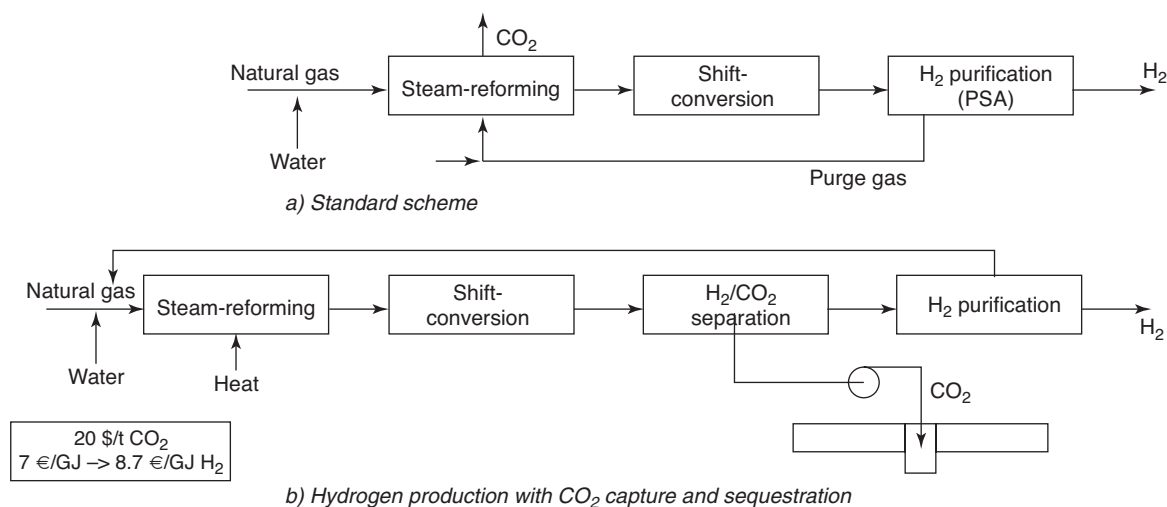 CO₂
Natural gas
Steam-reforming
Shift-
conversion
H₂ purification
(PSA)
H₂
Water
Purge gas
a) Standard scheme
Natural gas
Steam-reforming
Shift-
conversion
H₂/CO₂
separation
H₂ purification
H₂
Water
Heat
CO₂
20 $/t CO₂
7 €/GJ –> 8.7 €/GJ H₂
b) Hydrogen production with CO₂ capture and sequestration